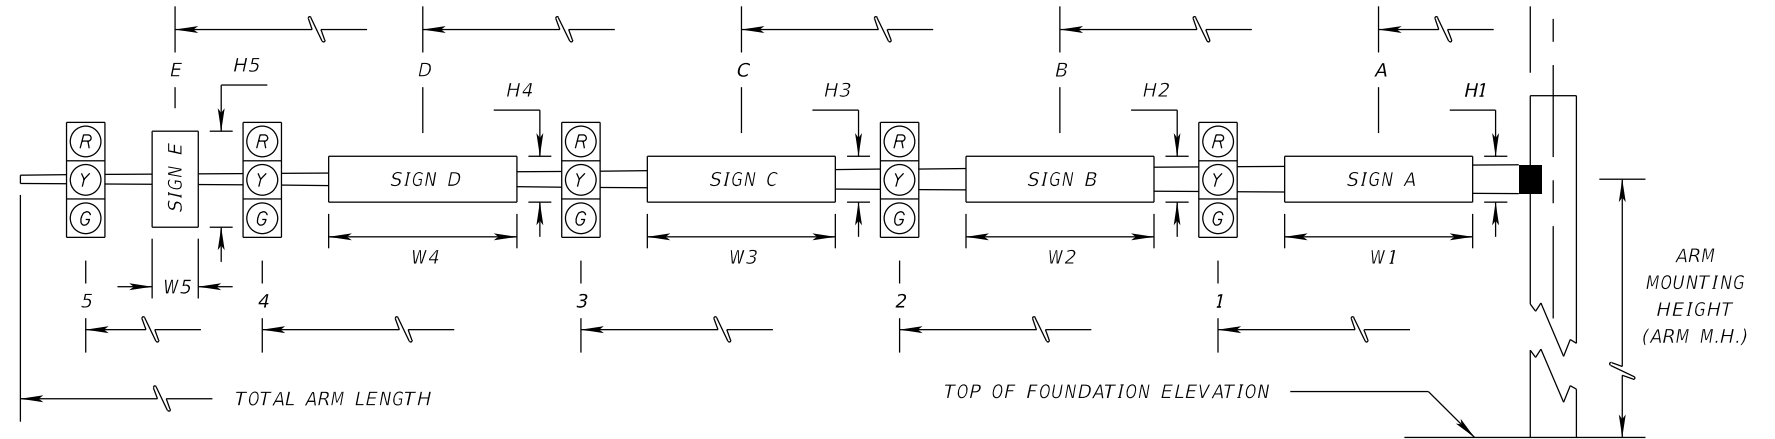 E
D
C
B
A
H5
H4
H3
H2
H1
R
R
R
R
R
Y
SIGN E
Y
SIGN D
Y
SIGN C
Y
SIGN B
Y
SIGN A
G
G
G
G
G
W5
W4
W3
W2
W1
5
4
3
2
1
ARM
MOUNTING
HEIGHT
(ARM M.H.)
TOTAL ARM LENGTH
TOP OF FOUNDATION ELEVATION